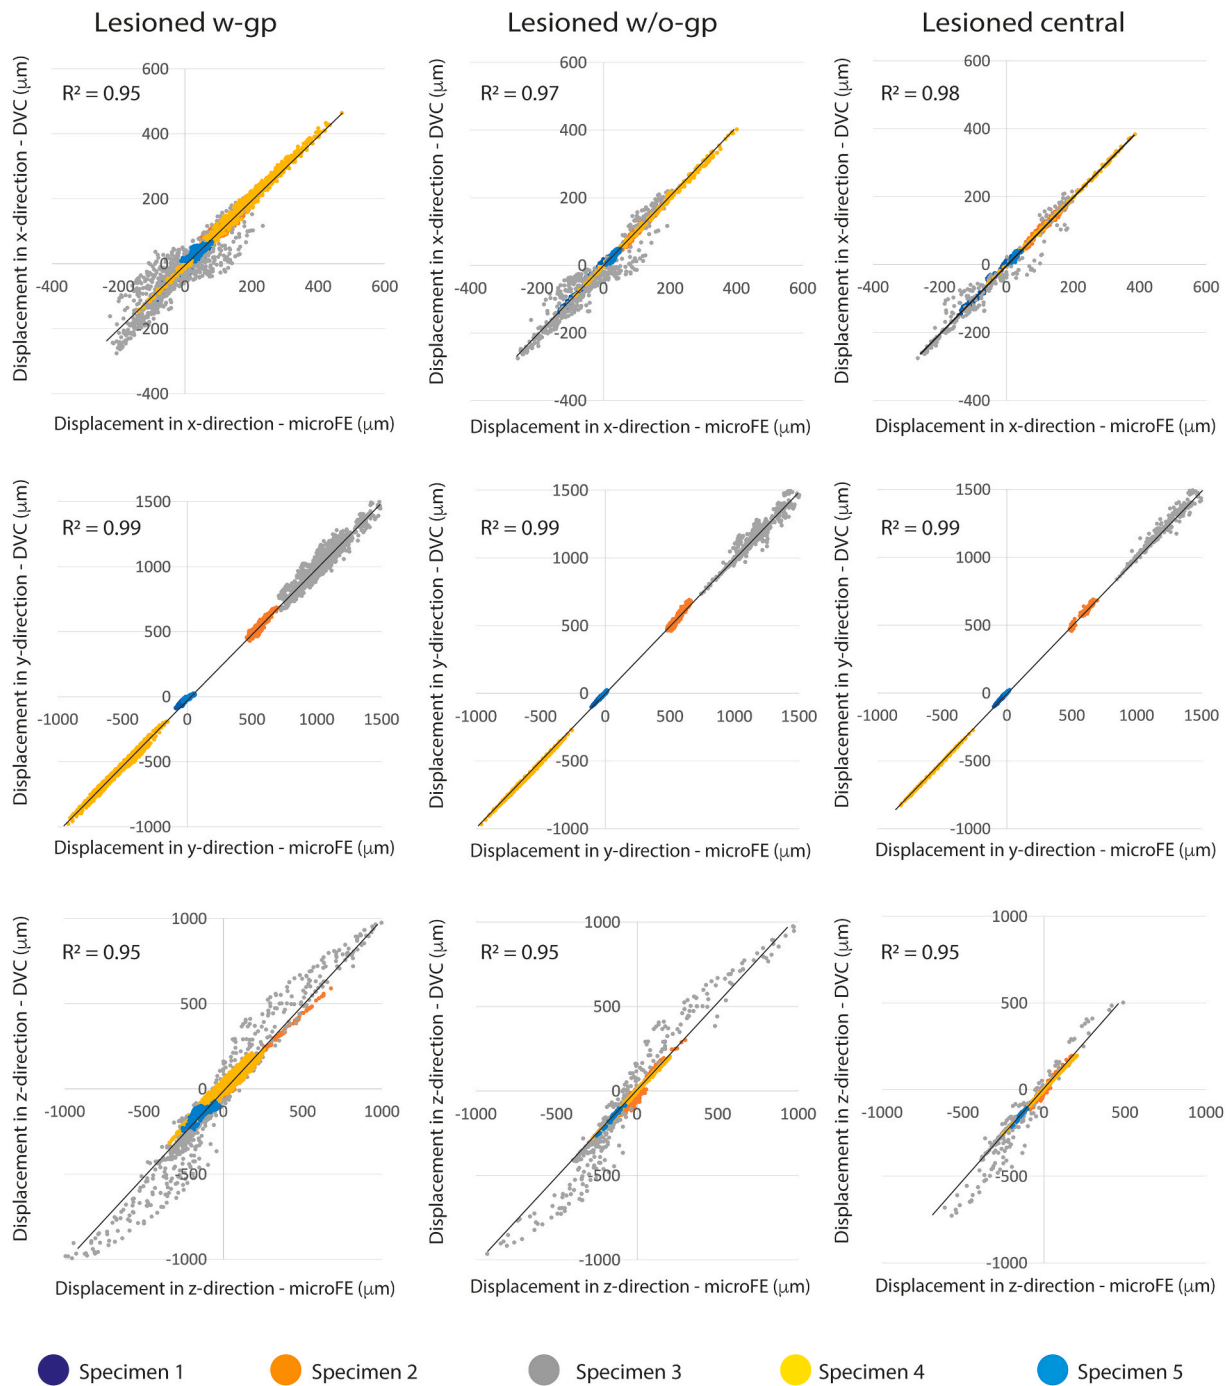 Lesioned w-gp
Lesioned w/o-gp
Lesioned central
Displacement in x-direction - DVC (μm)
R² = 0.95
600
400
200
0
-200
-400
-400 -200 0 200 400 600
Displacement in x-direction - microFE (μm)
Displacement in x-direction - DVC (μm)
R² = 0.97
600
400
200
0
-200
-400
-400 -200 0 200 400 600
Displacement in x-direction - microFE (μm)
Displacement in x-direction - DVC (μm)
R² = 0.98
600
400
200
0
-200
-400
-400 -200 0 200 400 600
Displacement in x-direction - microFE (μm)
Displacement in y-direction - DVC (μm)
R² = 0.99
1500
1000
500
0
-500
-1000
-1000 -500 0 500 1000 1500
Displacement in y-direction - microFE (μm)
Displacement in y-direction - DVC (μm)
R² = 0.99
1500
1000
500
0
-500
-1000
-1000 -500 0 500 1000 1500
Displacement in y-direction - microFE (μm)
Displacement in y-direction - DVC (μm)
R² = 0.99
1500
1000
500
0
-500
-1000
-1000 -500 0 500 1000 1500
Displacement in y-direction - microFE (μm)
Displacement in z-direction - DVC (μm)
R² = 0.95
1000
500
0
-500
-1000
-1000 -500 0 500 1000
Displacement in z-direction - microFE (μm)
Displacement in z-direction - DVC (μm)
R² = 0.95
1000
500
0
-500
-1000
-1000 -500 0 500 1000
Displacement in z-direction - microFE (μm)
Displacement in z-direction - DVC (μm)
R² = 0.95
1000
500
0
-500
-1000
-1000 -500 0 500 1000
Displacement in z-direction - microFE (μm)
Specimen 1
Specimen 2
Specimen 3
Specimen 4
Specimen 5